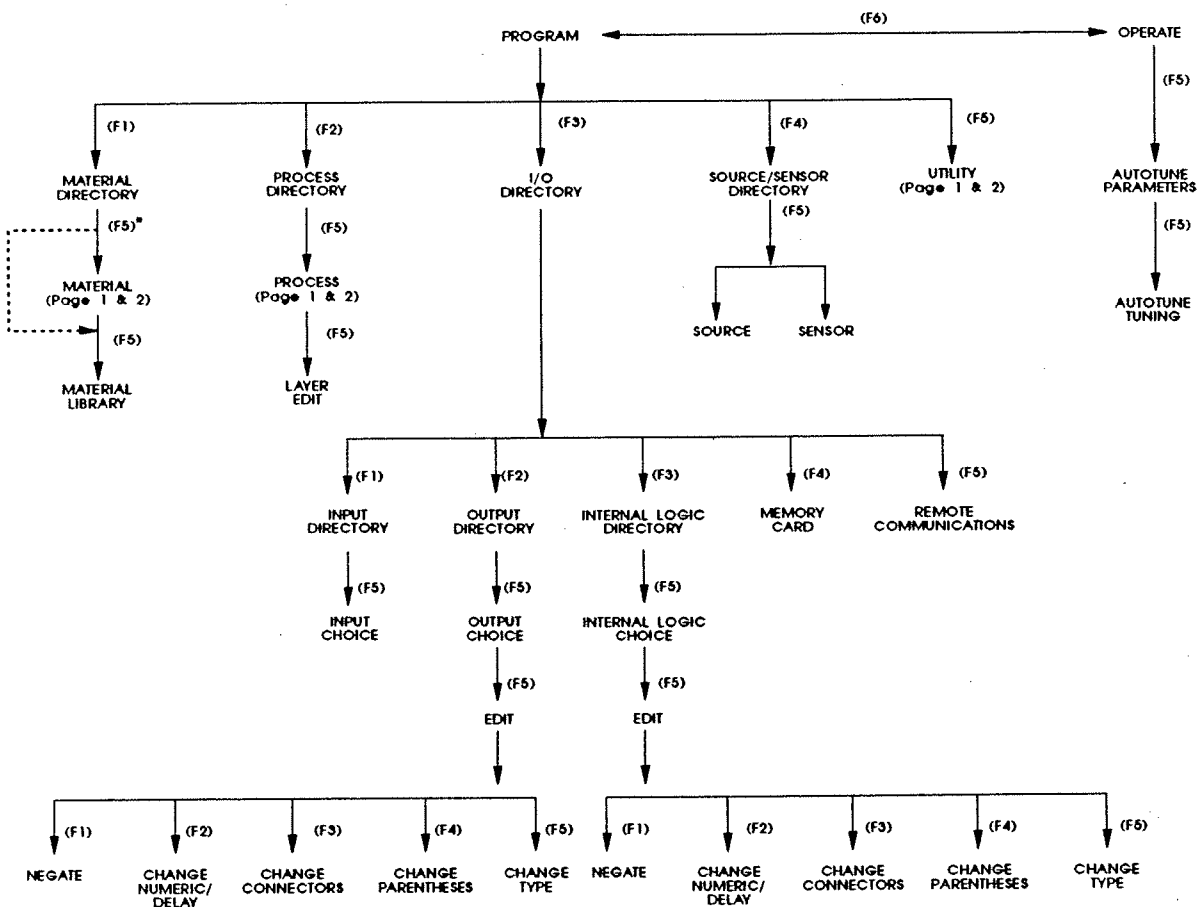 (F6)
PROGRAM
OPERATE
(F5)
(F1)
(F2)
(F3)
(F4)
(F5)
MATERIAL
DIRECTORY
PROCESS
DIRECTORY
I/O
DIRECTORY
SOURCE/SENSOR
DIRECTORY
UTILITY
(Page 1 & 2)
AUTOTUNE
PARAMETERS
(F5)*
(F5)
(F5)
(F5)
MATERIAL
(Page 1 & 2)
PROCESS
(Page 1 & 2)
SOURCE
SENSOR
AUTOTUNE
TUNING
(F5)
(F5)
MATERIAL
LIBRARY
LAYER
EDIT
(F1)
(F2)
(F3)
(F4)
(F5)
INPUT
DIRECTORY
OUTPUT
DIRECTORY
INTERNAL LOGIC
DIRECTORY
MEMORY
CARD
REMOTE
COMMUNICATIONS
(F5)
(F5)
(F5)
INPUT
CHOICE
OUTPUT
CHOICE
INTERNAL LOGIC
CHOICE
(F5)
(F5)
EDIT
EDIT
(F1)
(F2)
(F3)
(F4)
(F5)
(F1)
(F2)
(F3)
(F4)
(F5)
NEGATE
CHANGE
NUMERIC/
DELAY
CHANGE
CONNECTORS
CHANGE
PARENTHESES
CHANGE
TYPE
NEGATE
CHANGE
NUMERIC/
DELAY
CHANGE
CONNECTORS
CHANGE
PARENTHESES
CHANGE
TYPE